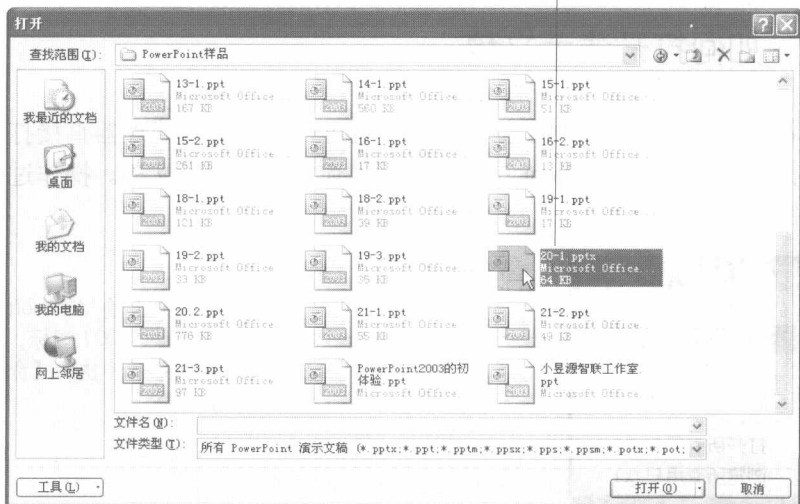 打开
查找范围(I):
PowerPoint样品
我最近的文档
桌面
我的文档
我的电脑
网上邻居
13-1.ppt
Microsoft Office
167 KB
14-1.ppt
Microsoft Office...
560 KB
15-1.ppt
Microsoft Office...
51 KB
15-2.ppt
Microsoft Office...
261 KB
16-1.ppt
Microsoft Office...
17 KB
16-2.ppt
Microsoft Office...
13 KB
18-1.ppt
Microsoft Office
121 KB
18-2.ppt
Microsoft Office
39 KB
19-1.ppt
Microsoft Office...
17 KB
19-2.ppt
Microsoft Office
33 KB
19-3.ppt
Microsoft Office
35 KB
20-1.pptx
Microsoft Office...
64 KB
20.2.ppt
Microsoft Office
776 KB
21-1.ppt
Microsoft Office
55 KB
21-2.ppt
Microsoft Office...
49 KB
21-3.ppt
Microsoft Office
97 KB
PowerPoint2003的初
体验.ppt
Microsoft Office
小昱源智联工作室.
ppt
Microsoft Office
文件名(N):
文件类型(T):
所有 PowerPoint 演示文稿 (*.pptx;*.ppt;*.pptm;*.ppsx;*.pps;*.ppsm;*.potx;*.pot;
工具(L)
打开(O)
取消